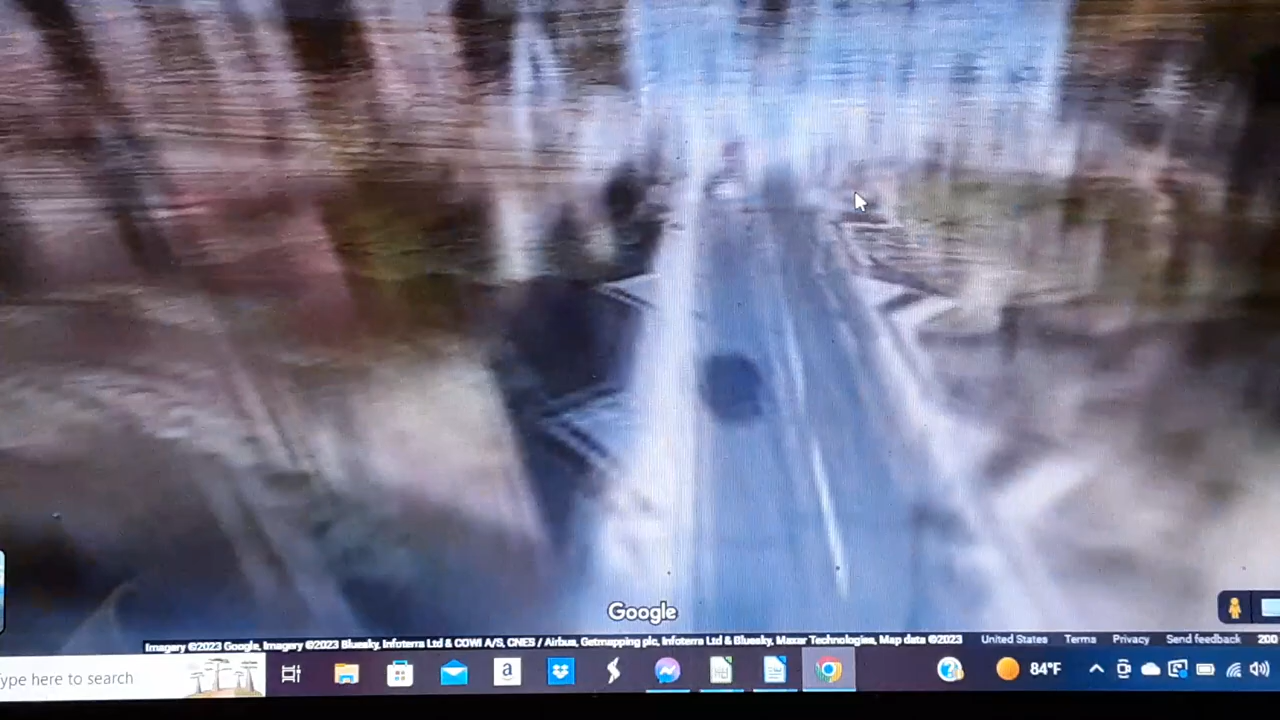 Google
Imagery ©2023 Google, Imagery ©2023 Bluesky, Infoterra Ltd & COWI A/S, CNES / Airbus, Getmapping plc, Infoterra Ltd & Bluesky, Maxar Technologies, Map data ©2023 United States Terms Privacy Send feedback 200
ype here to search
a
84°F